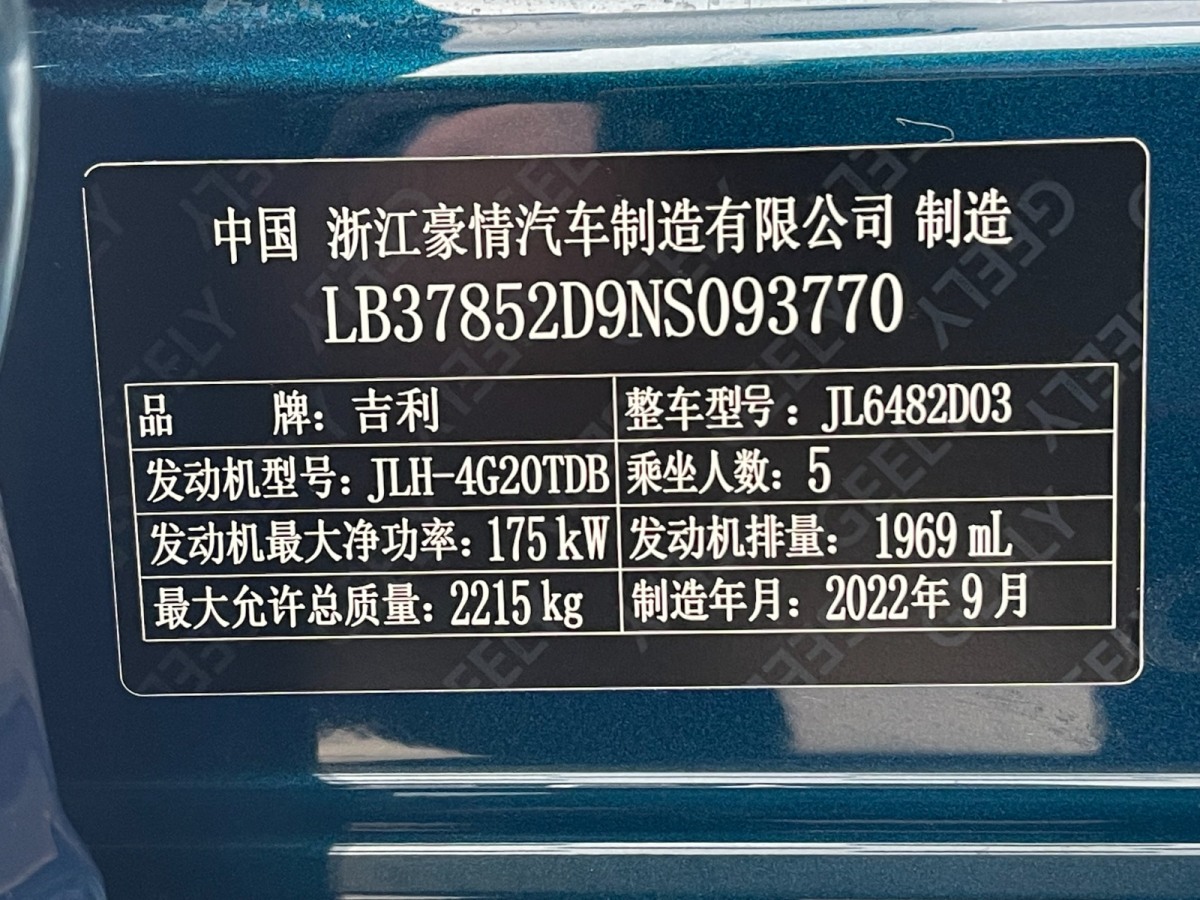 中国 浙江豪情汽车制造有限公司 制造
LB37852D9NS093770
品 牌：吉利 整车型号：JL6482D03
发动机型号：JLH-4G20TDB 乘坐人数：5
发动机最大净功率：175 kW 发动机排量： 1969 mL
最大允许总质量：2215 kg 制造年月：2022年9月